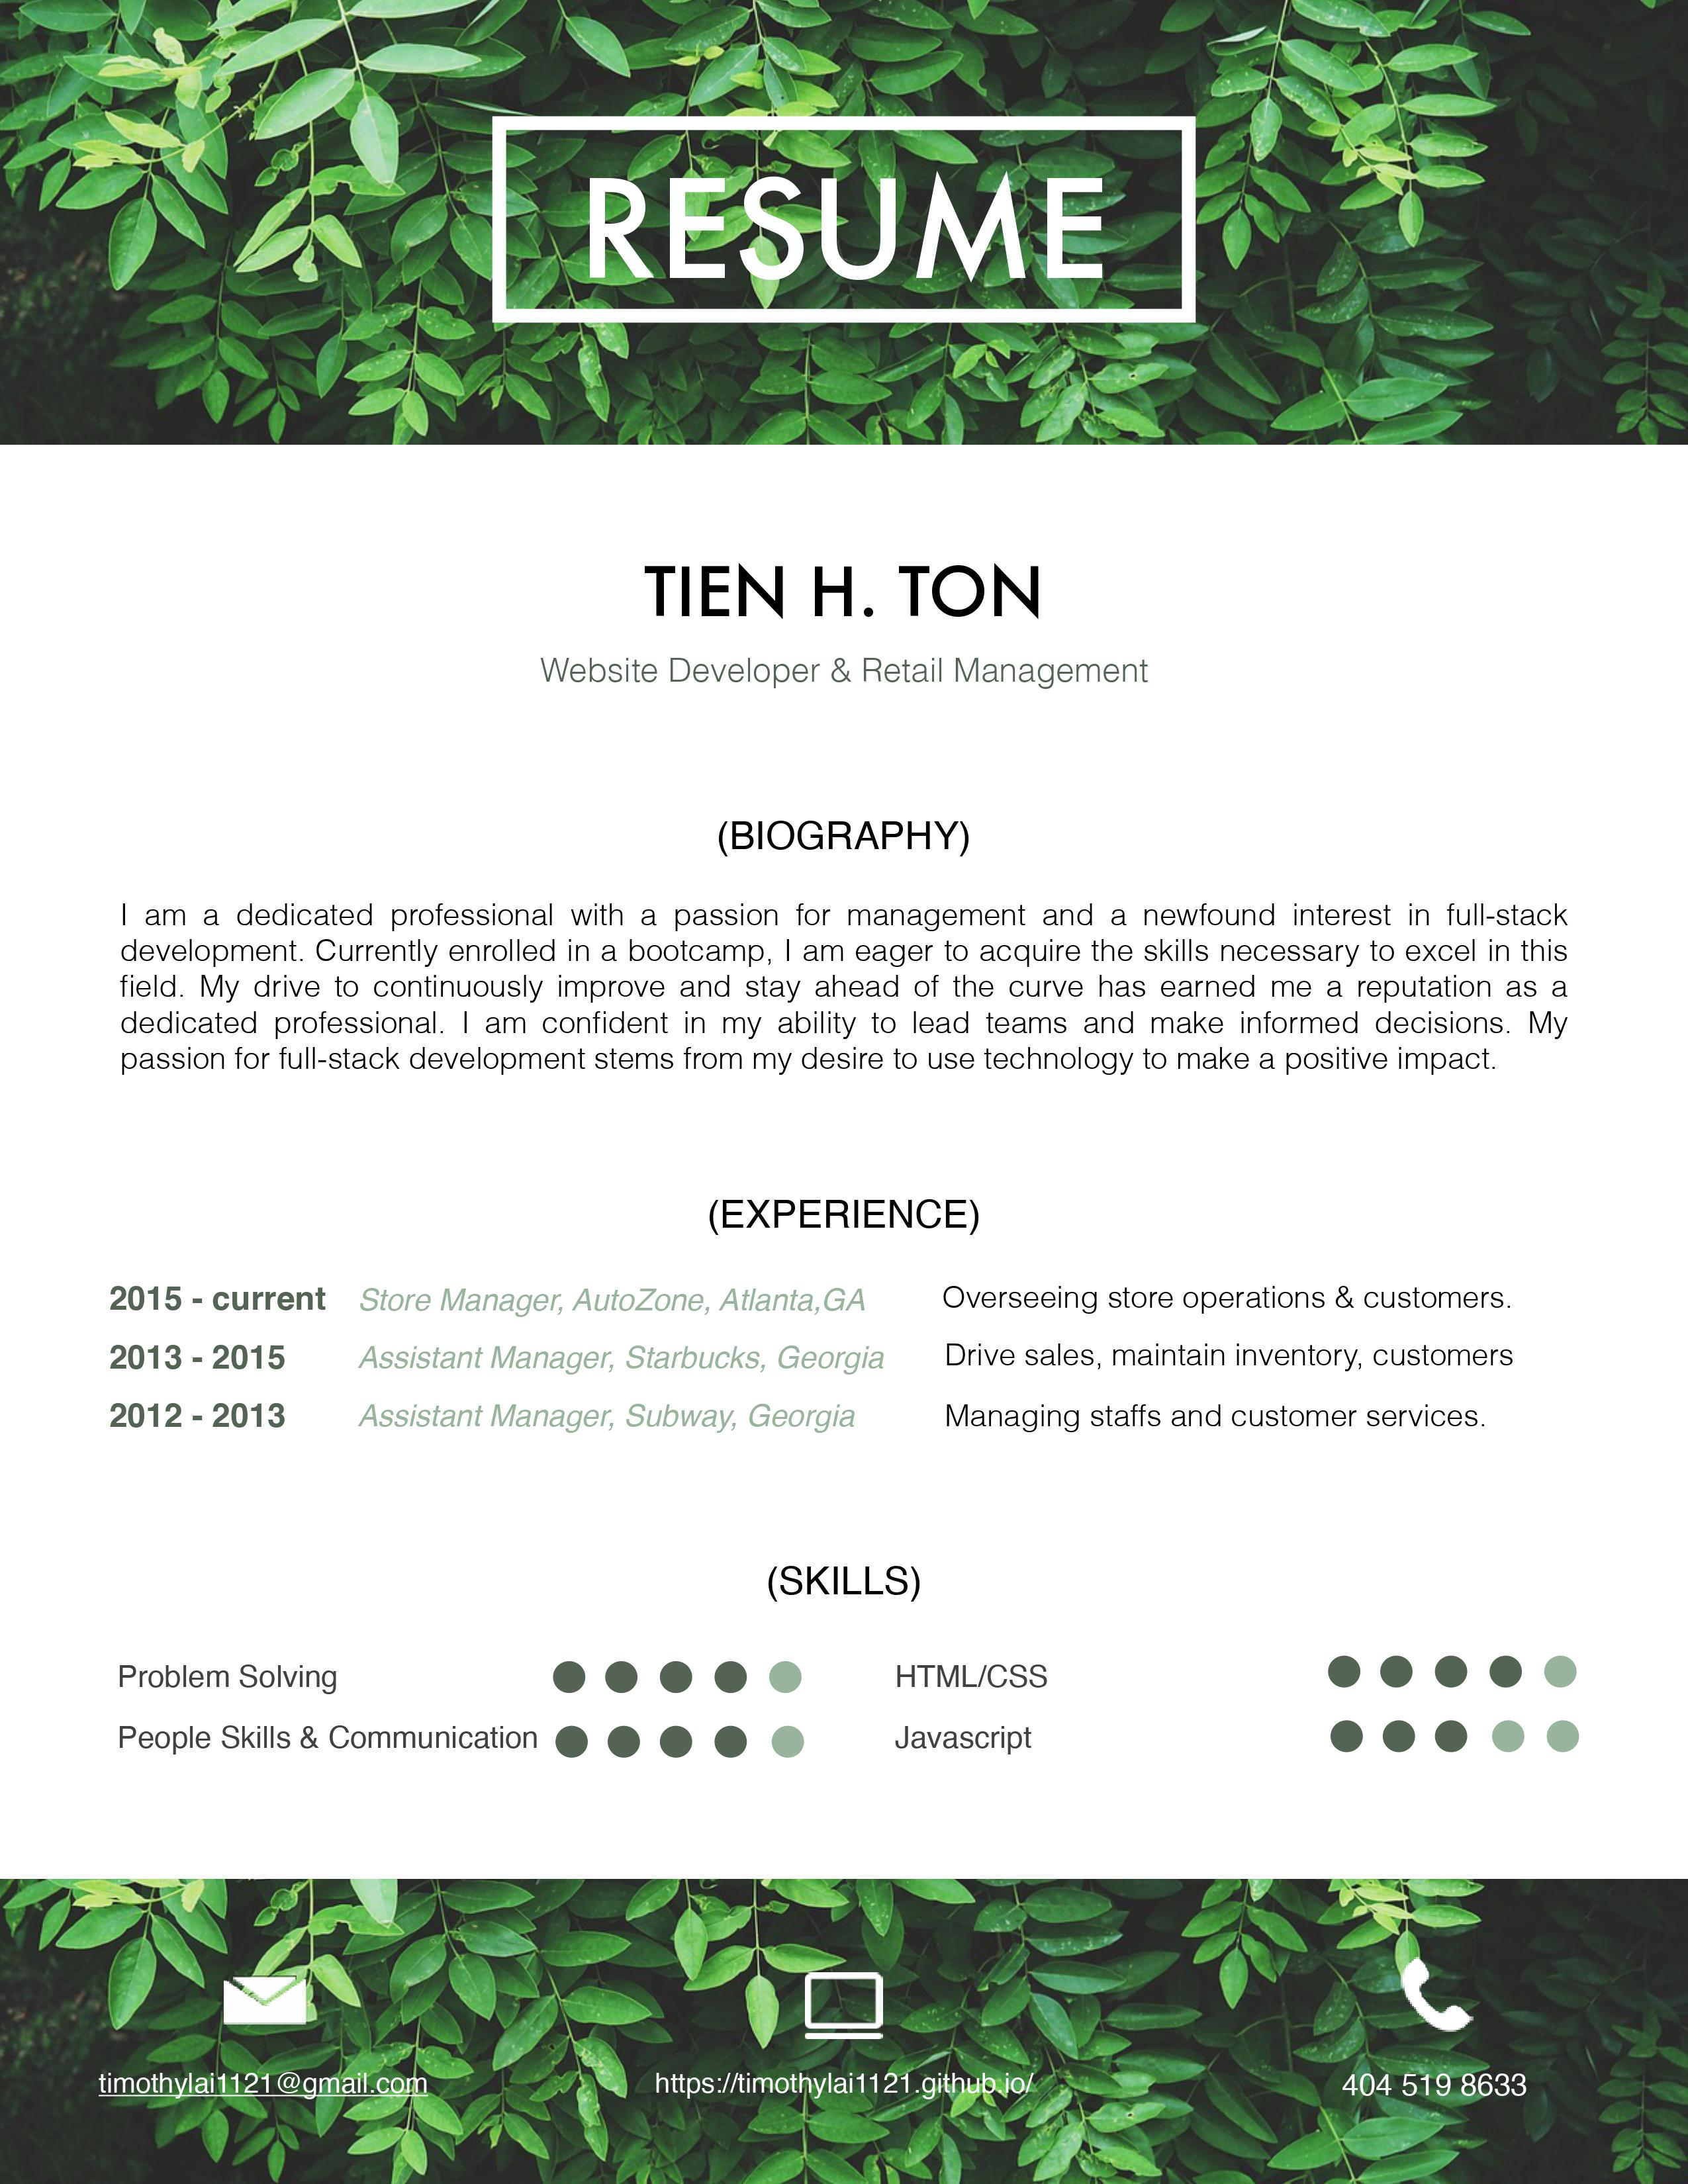 RESUME
TIEN H. TON
Website Developer & Retail Management
(BIOGRAPHY)
I am a dedicated professional with a passion for management and a newfound interest in full-stack
development. Currently enrolled in a bootcamp, I am eager to acquire the skills necessary to excel in this
field. My drive to continuously improve and stay ahead of the curve has earned me a reputation as a
dedicated professional. I am confident in my ability to lead teams and make informed decisions. My
passion for full-stack development stems from my desire to use technology to make a positive impact.
(EXPERIENCE)
2015 - current Store Manager, AutoZone, Atlanta,GA Overseeing store operations & customers.
2013 - 2015 Assistant Manager, Starbucks, Georgia Drive sales, maintain inventory, customers
2012 - 2013 Assistant Manager, Subway, Georgia Managing staffs and customer services.
(SKILLS)
Problem Solving HTML/CSS
People Skills & Communication Javascript
timothylai1121@gmail.com https://timothylai1121.github.io/ 404 519 8633